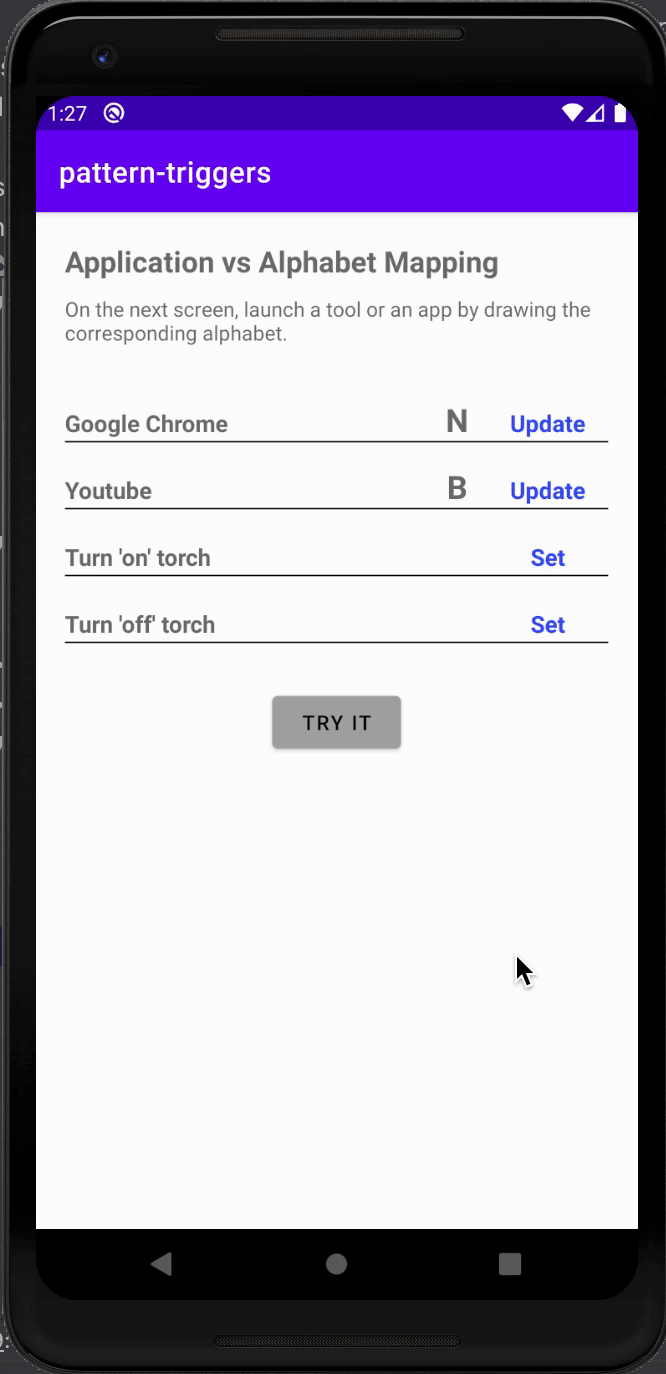 1:27
pattern-triggers
Application vs Alphabet Mapping
On the next screen, launch a tool or an app by drawing the
corresponding alphabet.
Google Chrome N Update
Youtube B Update
Turn 'on' torch Set
Turn 'off' torch Set
TRY IT